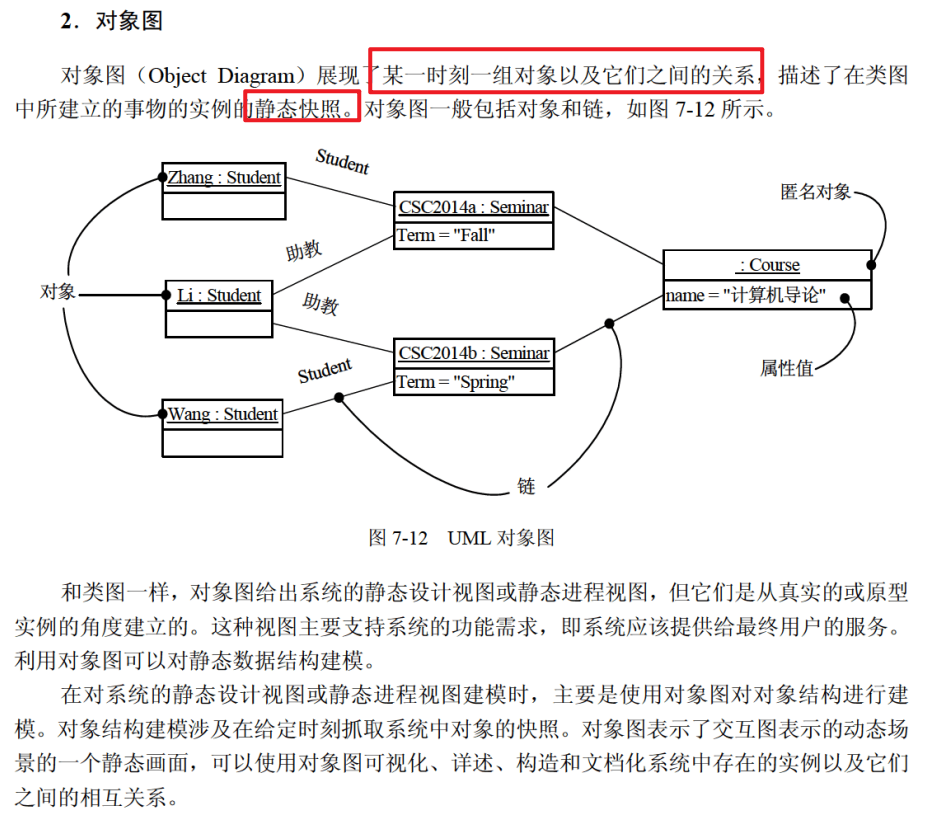 2．对象图
对象图（Object Diagram）展现了某一时刻一组对象以及它们之间的关系，描述了在类图
中所建立的事物的实例的静态快照。对象图一般包括对象和链，如图 7-12 所示。
Zhang : Student
Student
CSC2014a : Seminar
Term = "Fall"
匿名对象
助教
: Course
name = "计算机导论"
对象
Li : Student
助教
CSC2014b : Seminar
Term = "Spring"
属性值
Student
Wang : Student
链
图 7-12 UML 对象图
和类图一样，对象图给出系统的静态设计视图或静态进程视图，但它们是从真实的或原型
实例的角度建立的。这种视图主要支持系统的功能需求，即系统应该提供给最终用户的服务。
利用对象图可以对静态数据结构建模。
在对系统的静态设计视图或静态进程视图建模时，主要是使用对象图对对象结构进行建
模。对象结构建模涉及在给定时刻抓取系统中对象的快照。对象图表示了交互图表示的动态场
景的一个静态画面，可以使用对象图可视化、详述、构造和文档化系统中存在的实例以及它们
之间的相互关系。